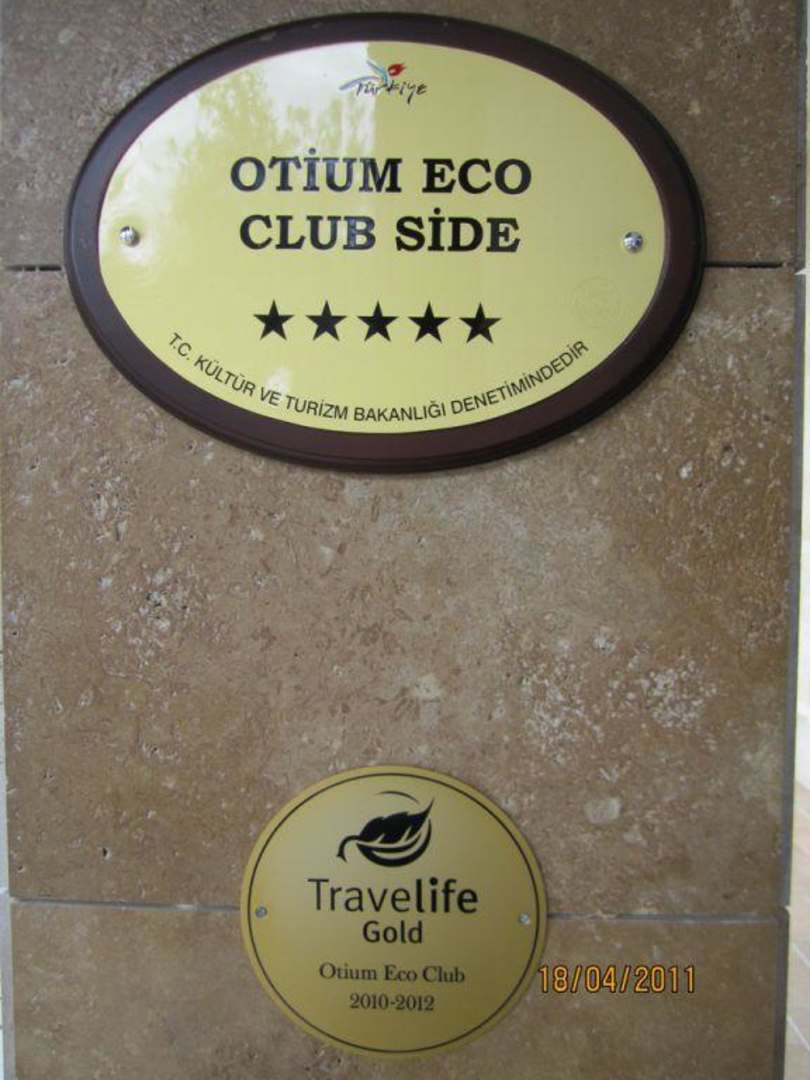 Türkiye
OTİUM ECO
CLUB SİDE
T.C. KÜLTÜR VE TURİZM BAKANLIĞI DENETİMİNDEDİR
Travelife
Gold
Otium Eco Club
2010-2012
18/04/2011